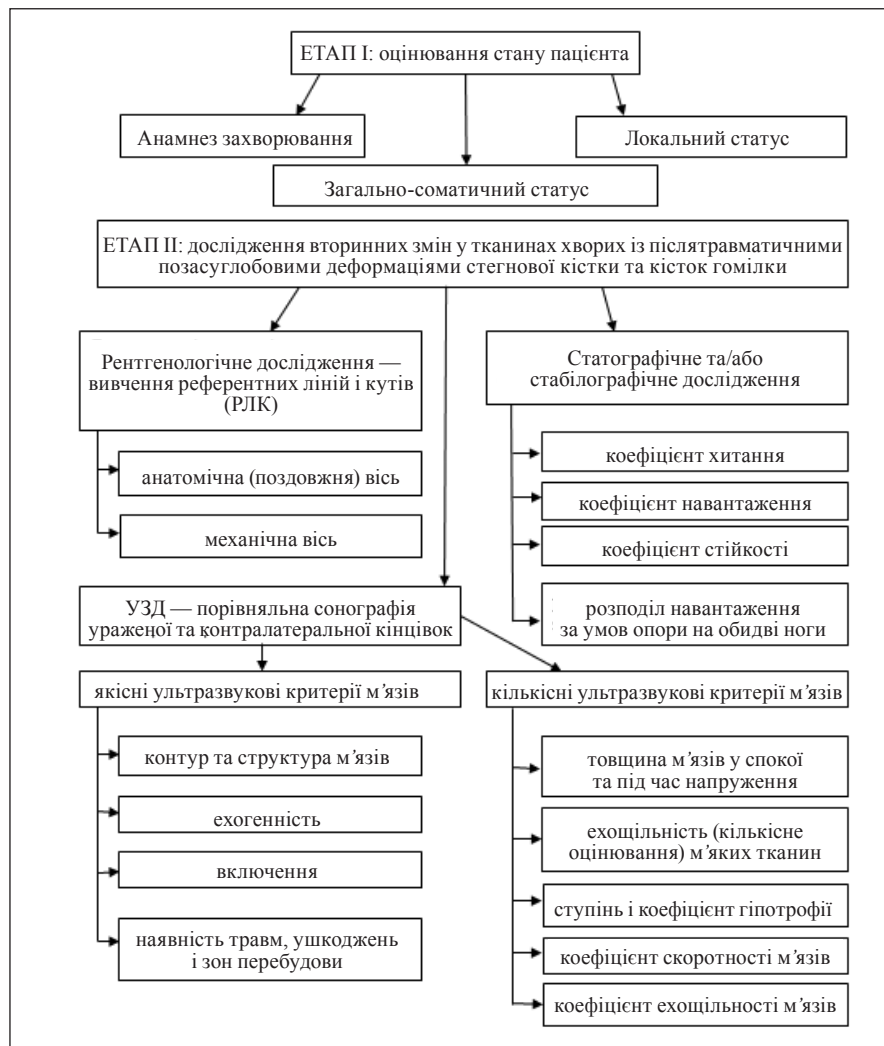 ЕТАП І: оцінювання стану пацієнта
Анамнез захворювання
Локальний статус
Загально-соматичний статус
ЕТАП ІІ: дослідження вторинних змін у тканинах хворих із післятравматичними
позасуглобовими деформаціями стегнової кістки та кісток гомілки
Рентгенологічне дослідження —
вивчення референтних ліній і кутів
(РЛК)
анатомічна (поздовжня) вісь
механічна вісь
Статографічне та/або
стабілографічне дослідження
коефіцієнт хитання
коефіцієнт навантаження
коефіцієнт стійкості
розподіл навантаження
за умов опори на обидві ноги
УЗД — порівняльна сонографія
ураженої та контралатеральної кінцівок
якісні ультразвукові критерії м’язів
контур та структура м’язів
ехогенність
включення
наявність травм, ушкоджень
і зон перебудови
кількісні ультразвукові критерії м’язів
товщина м’язів у спокої
та під час напруження
ехощільність (кількісне
оцінювання) м’яких тканин
ступінь і коефіцієнт гіпотрофії
коефіцієнт скоротності м’язів
коефіцієнт ехощільності м’язів